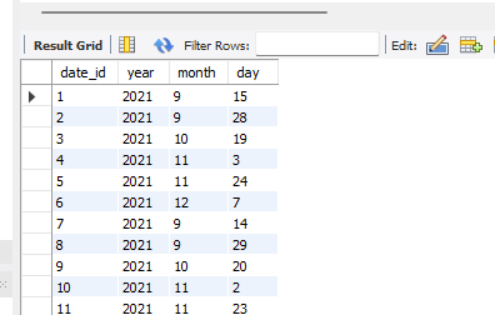 Result Grid Filter Rows: Edit:
date_id year month day
1 2021 9 15
2 2021 9 28
3 2021 10 19
4 2021 11 3
5 2021 11 24
6 2021 12 7
7 2021 9 14
8 2021 9 29
9 2021 10 20
10 2021 11 2
11 2021 11 23